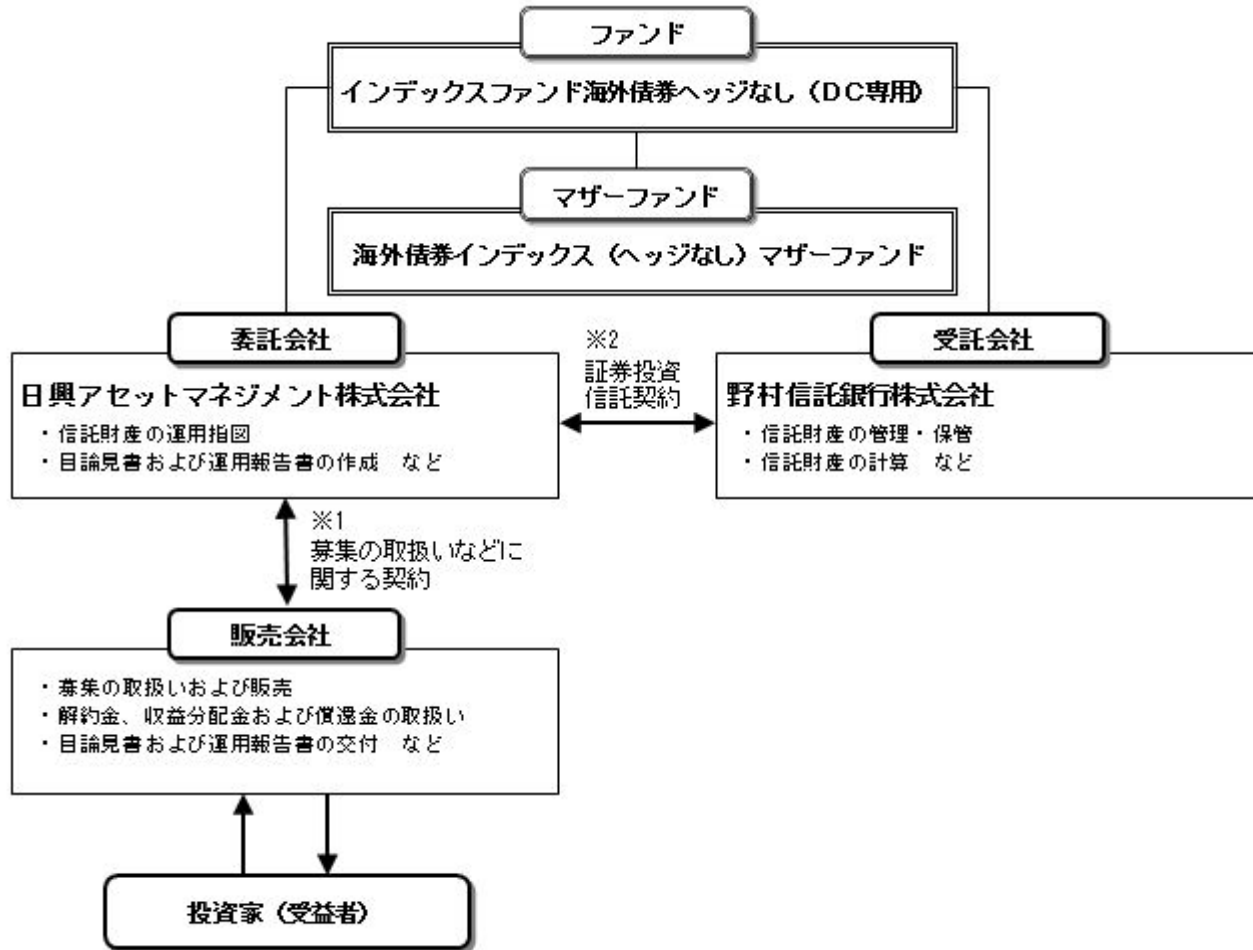 ファンド
インデックスファンド海外債券ヘッジなし（DC専用）
マザーファンド
海外債券インデックス（ヘッジなし）マザーファンド
委託会社
日興アセットマネジメント株式会社
・信託財産の運用指図
・目論見書および運用報告書の作成　など
※2
証券投資
信託契約
受託会社
野村信託銀行株式会社
・信託財産の管理・保管
・信託財産の計算　など
※1
募集の取扱いなどに
関する契約
販売会社
・募集の取扱いおよび販売
・解約金、収益分配金および償還金の取扱い
・目論見書および運用報告書の交付　など
投資家（受益者）